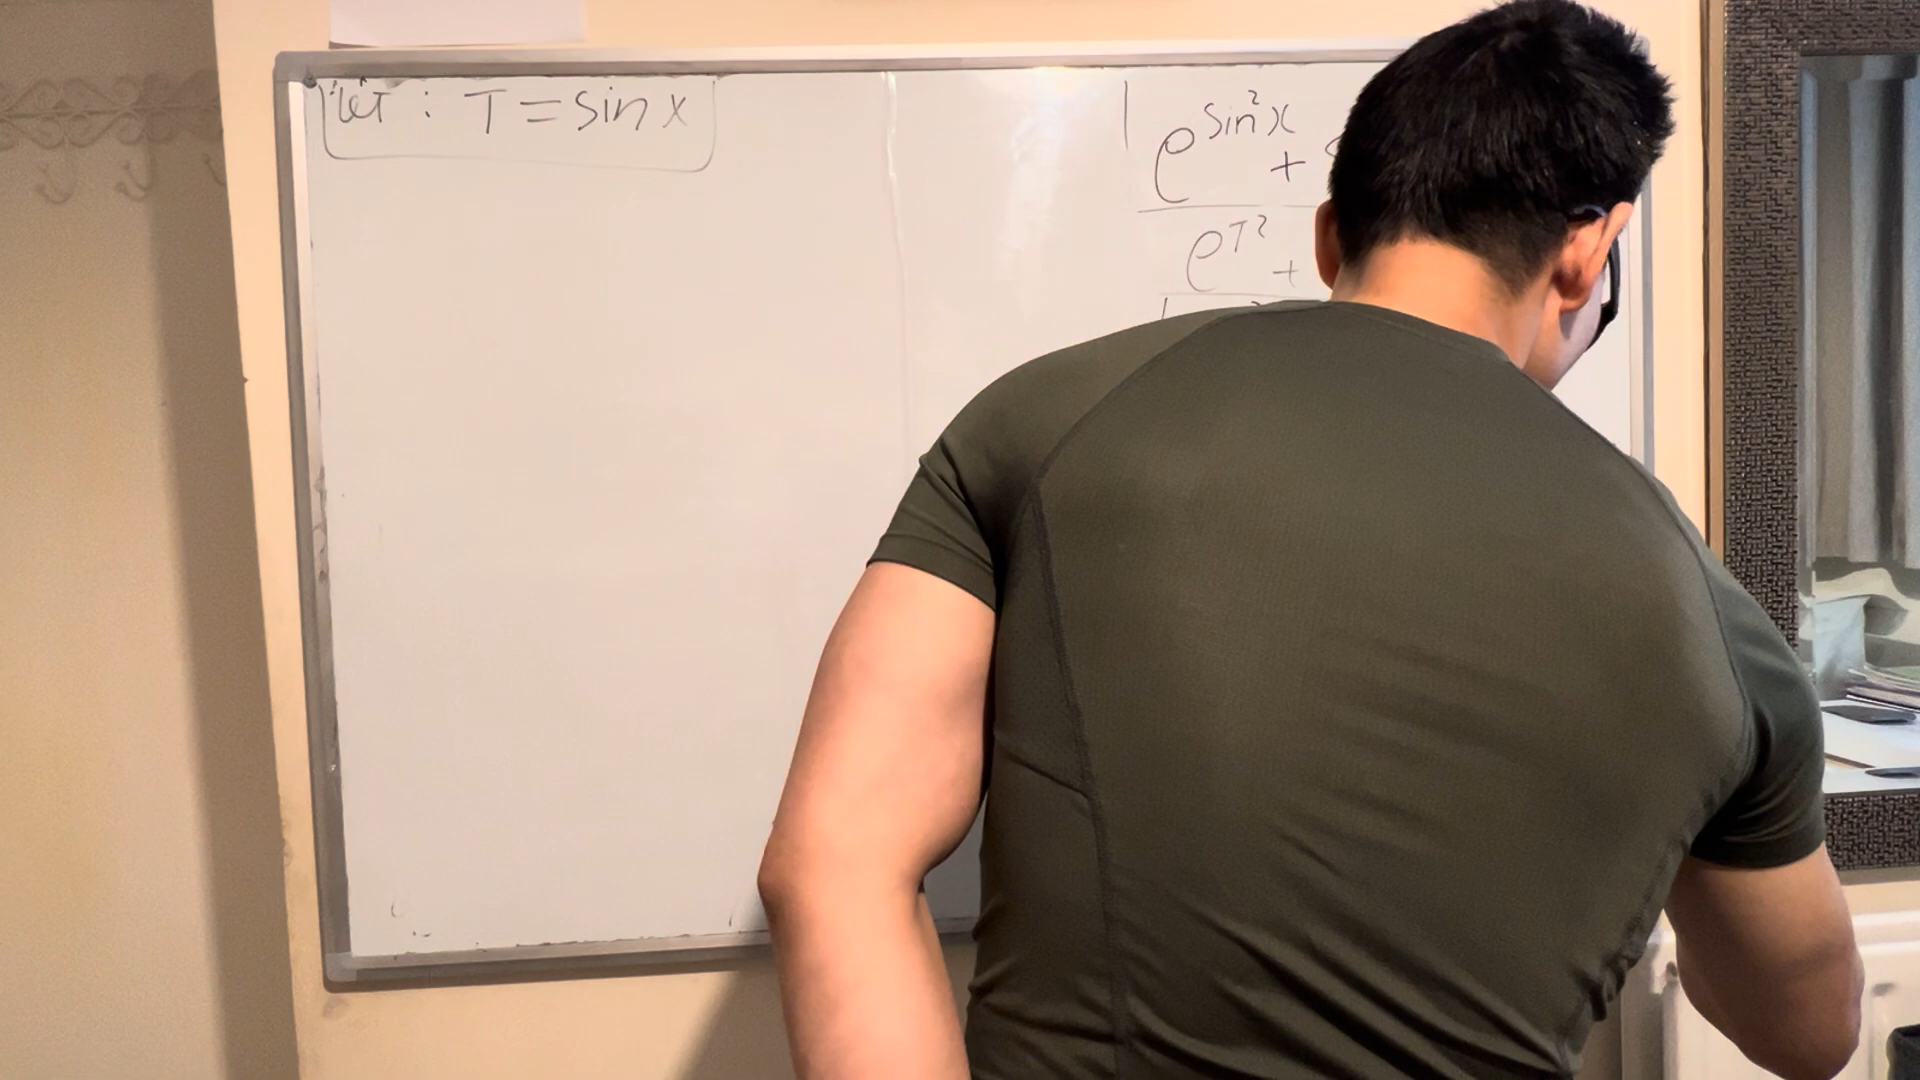 Let : T = sin x
e^{sin²x} +
e^{T²} +